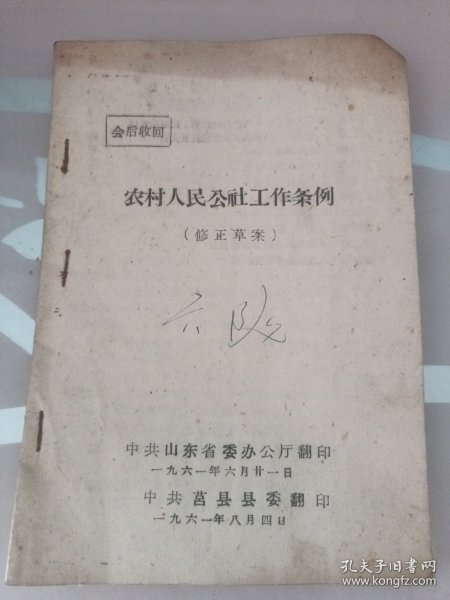 会后收回
农村人民公社工作条例
（修正草案）
中共山东省委办公厅翻印
一九六一年六月廿一日
中共莒县县委翻印
一九六一年八月四日
孔夫子旧书网
www.kongfz.com